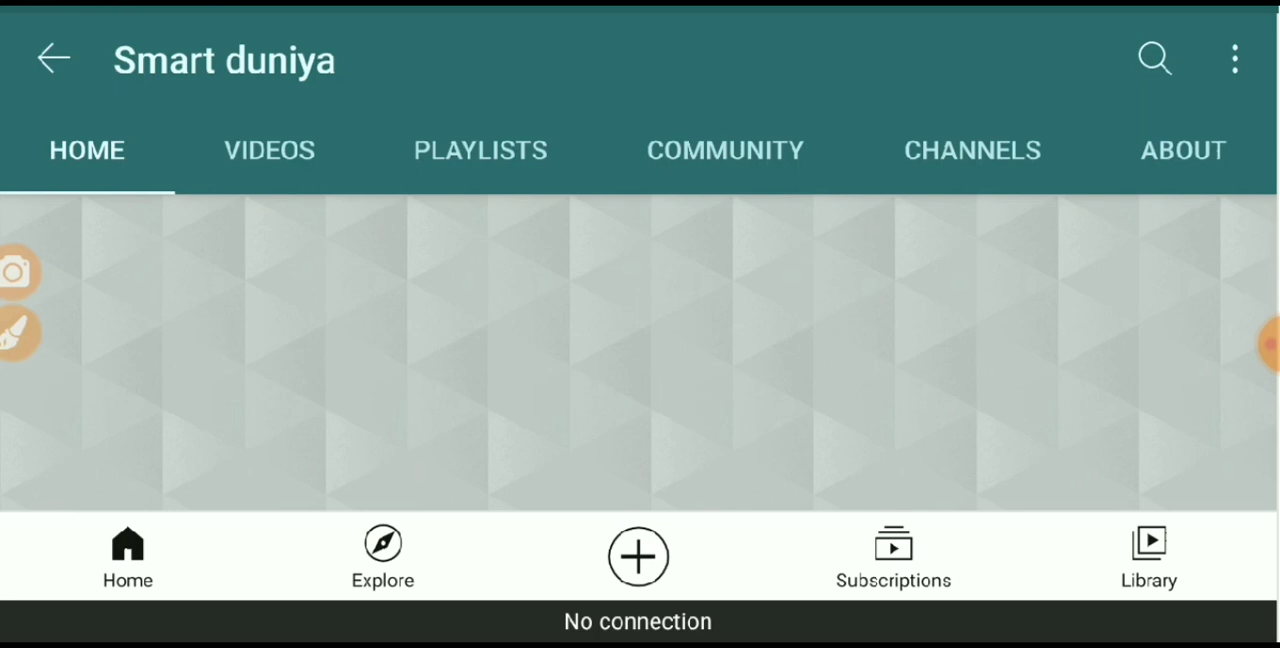 Smart duniya
HOME VIDEOS PLAYLISTS COMMUNITY CHANNELS ABOUT
Home Explore Subscriptions Library
No connection